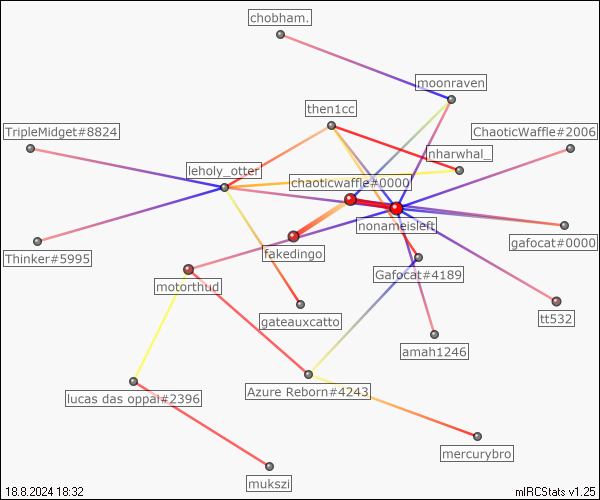 chobham.
moonraven
then1cc
TripleMidget#8824
ChaoticWaffle#2006
nharwhal_
leholy_otter
chaoticwaffle#0000
nonameisleft
gafocat#0000
fakedingo
Thinker#5995
Gafocat#4189
motorthud
gateauxcatto
tt532
amah1246
Azure Reborn#4243
lucas das oppai#2396
mercurybro
mukszi
18.8.2024 18:32
mIRCStats v1.25